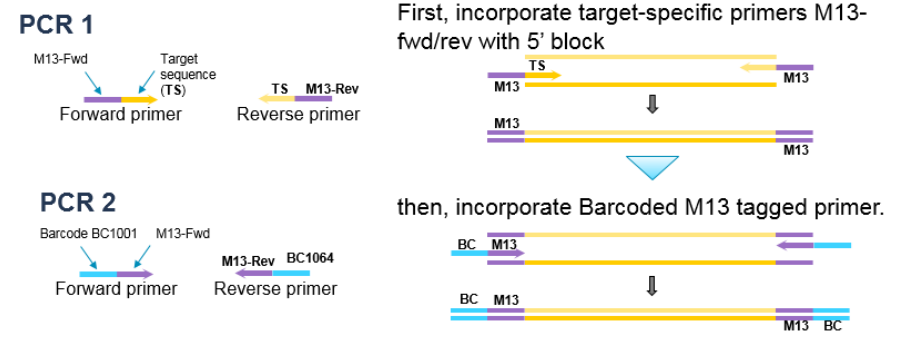 PCR 1
M13-Fwd
Target
sequence
(TS)
Forward primer
TS M13-Rev
Reverse primer
First, incorporate target-specific primers M13-
fwd/rev with 5’ block
TS
M13
M13
M13
M13
PCR 2
Barcode BC1001
M13-Fwd
Forward primer
M13-Rev BC1064
Reverse primer
then, incorporate Barcoded M13 tagged primer.
BC M13
BC M13
M13 BC